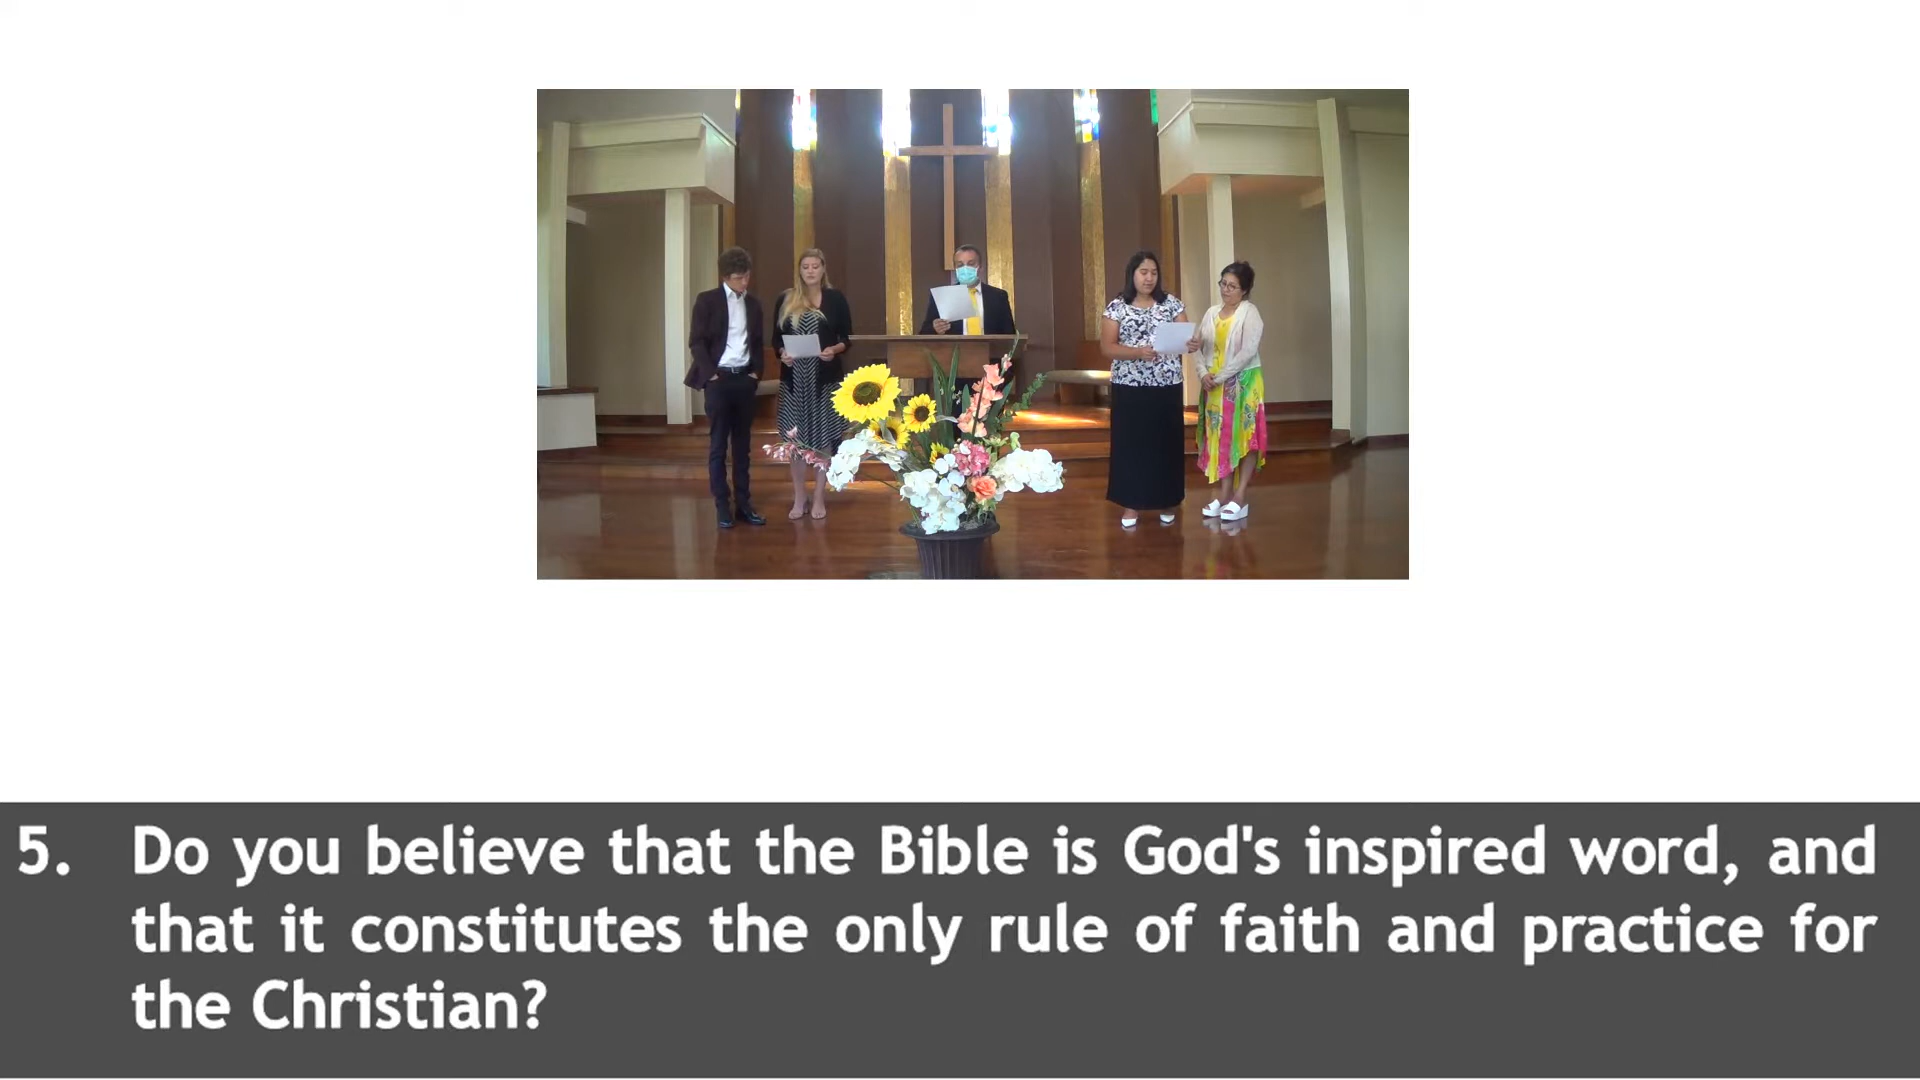 5. Do you believe that the Bible is God's inspired word, and
that it constitutes the only rule of faith and practice for
the Christian?